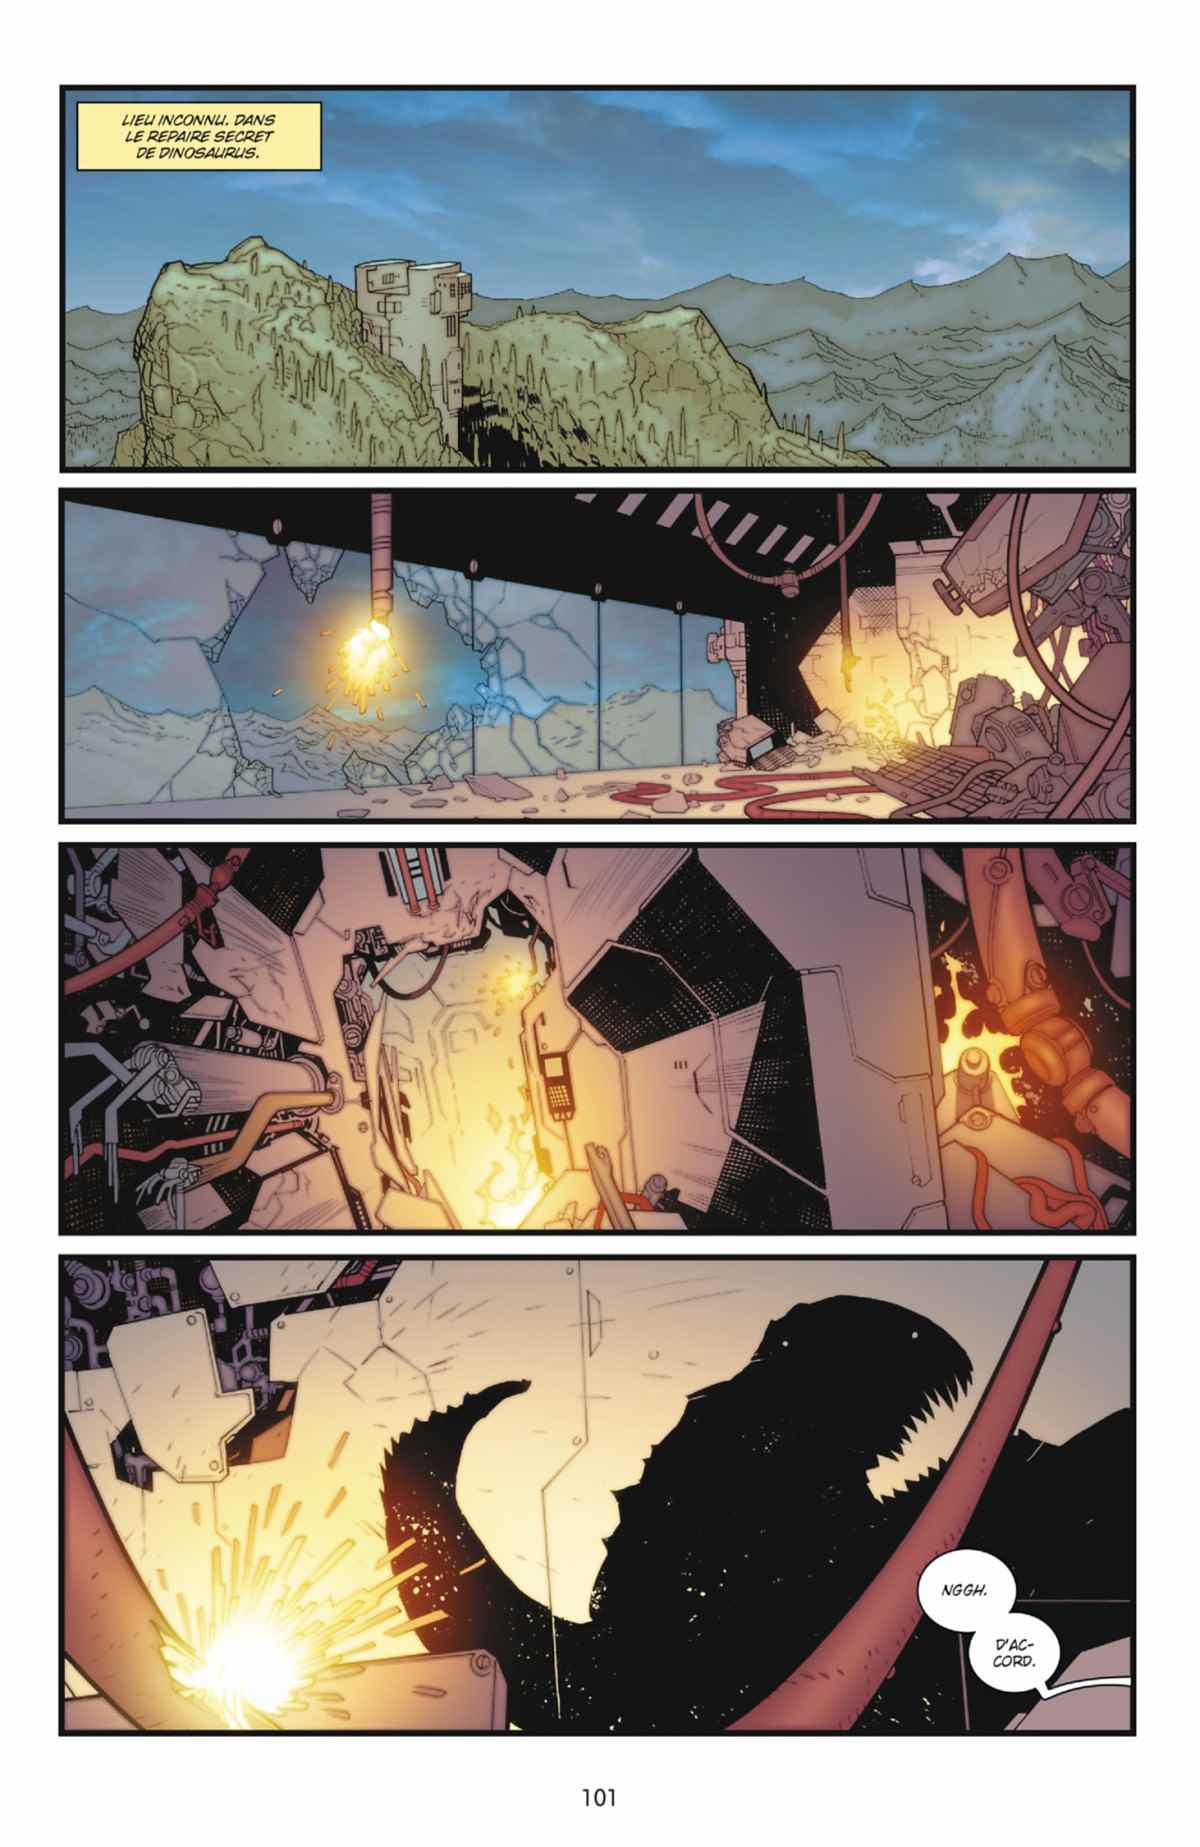 LIEU INCONNU. DANS
LE REPAIRE SECRET
DE DINOSAURUS.
NGGH.
D'AC-
CORD.
101